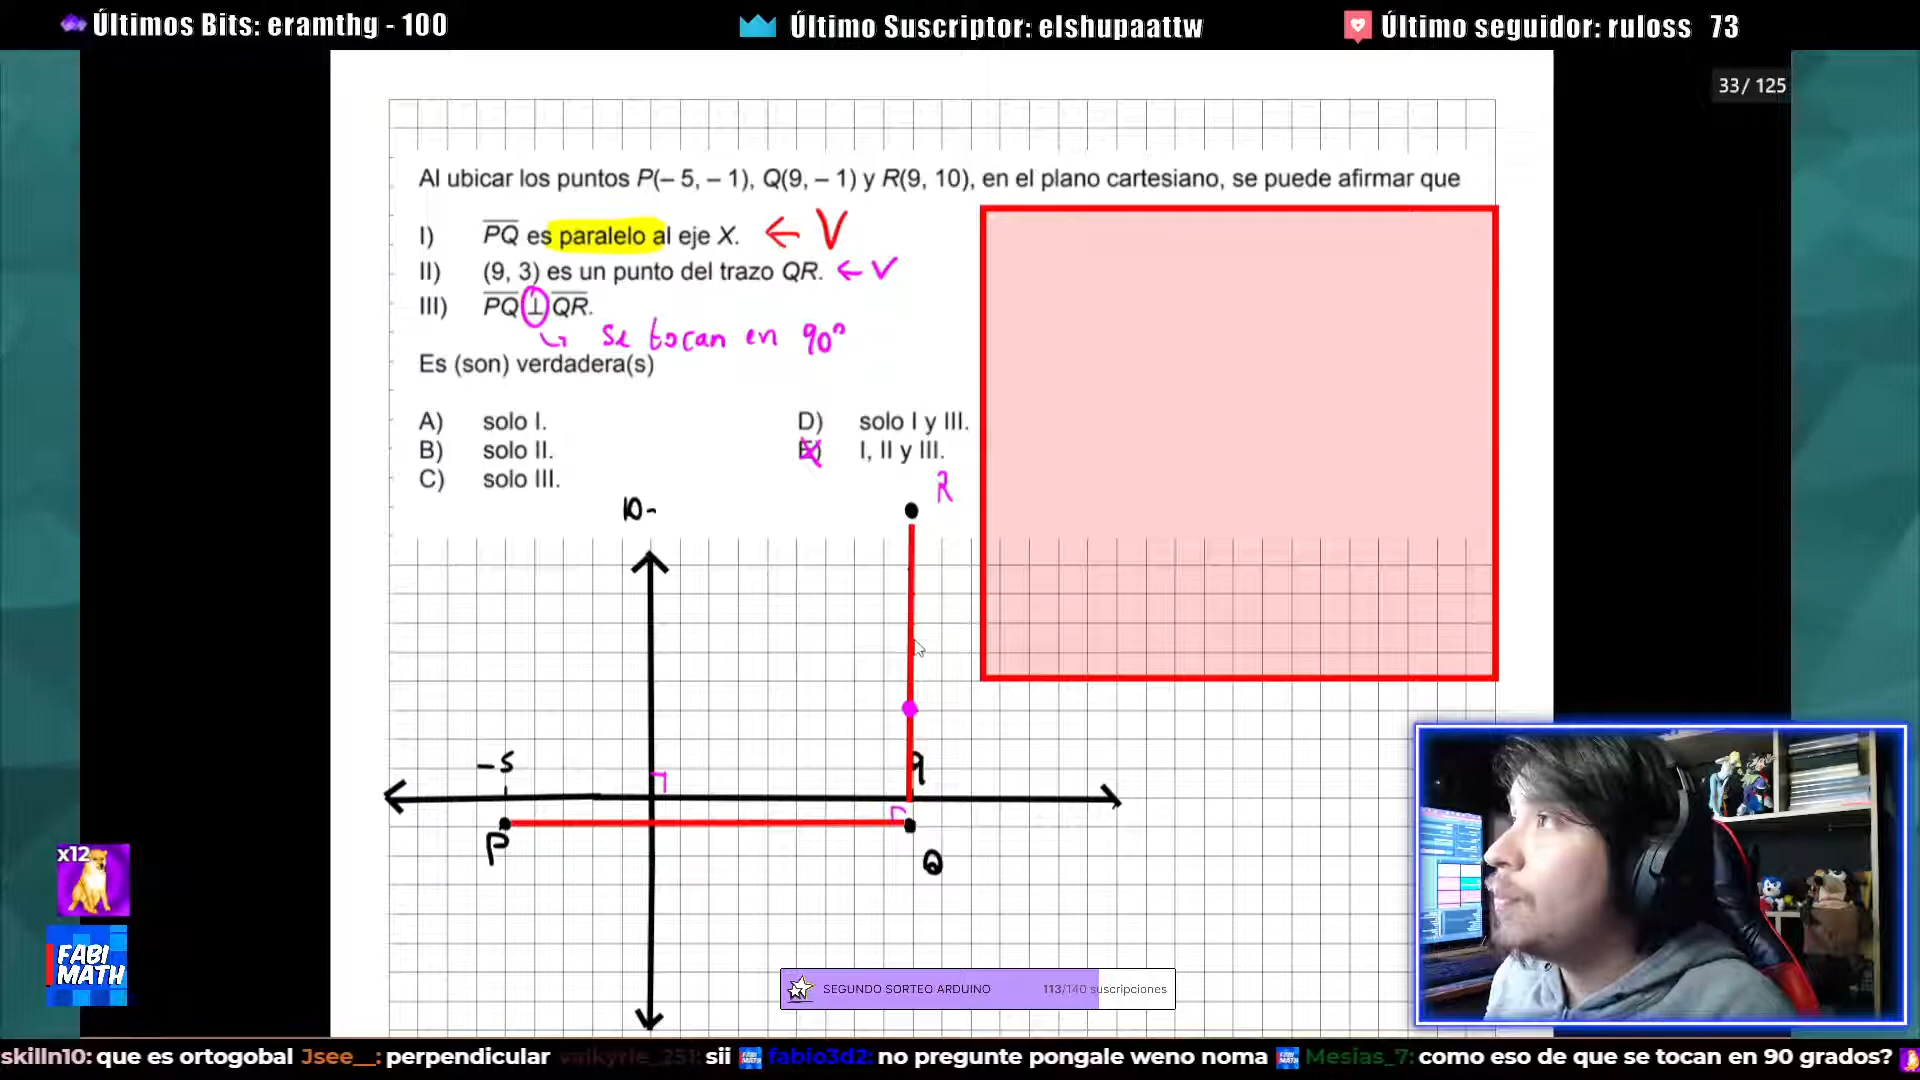 Últimos Bits: eramthg - 100
Último Suscriptor: elshupaattw
Último seguidor: ruloss 73
33/ 125
Al ubicar los puntos P(– 5, – 1), Q(9, – 1) y R(9, 10), en el plano cartesiano, se puede afirmar que
I) PQ es paralelo al eje X. ← V
II) (9, 3) es un punto del trazo QR. ← V
III) PQ ⊥ QR.
se tocan en 90°
Es (son) verdadera(s)
A) solo I.
B) solo II.
C) solo III.
D) solo I y III.
E) I, II y III.
R
10-
-5
9
P
Q
x12
FABI
MATH
SEGUNDO SORTEO ARDUINO 113/140 suscripciones
skilln10: que es ortogobal Jsee__: perpendicular valkyrie_251: sii fabio3d2: no pregunte pongale weno noma Mesias_7: como eso de que se tocan en 90 grados?